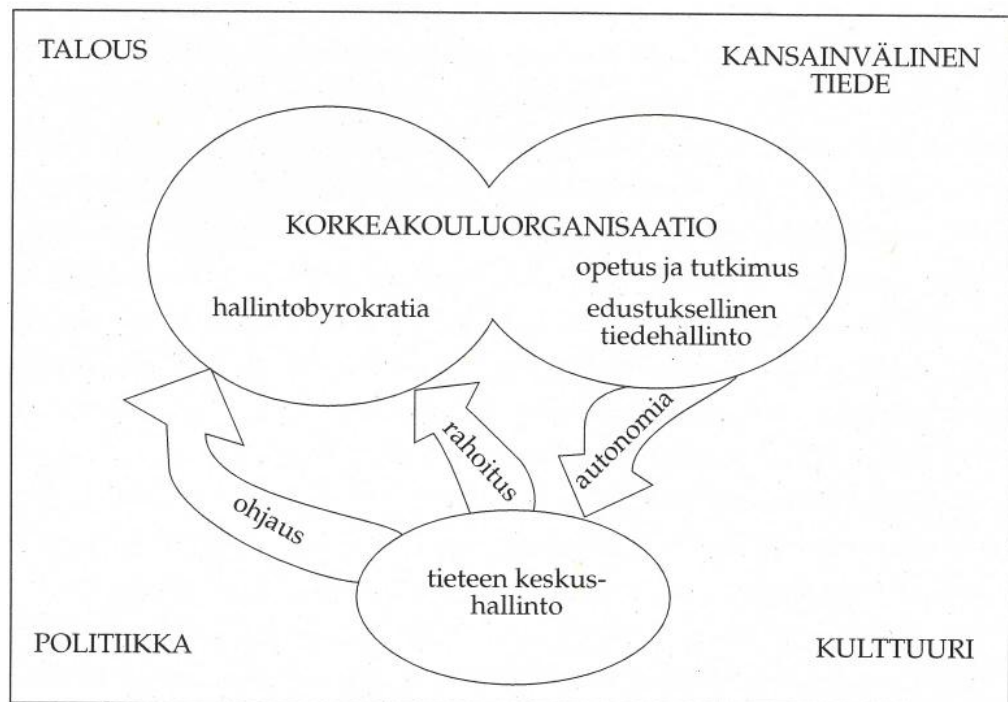 TALOUS
KANSAINVÄLINEN
TIEDE
KORKEAKOULUORGANISAATIO
opetus ja tutkimus
hallintobyrokratia
edustuksellinen
tiedehallinto
ohjaus
rahoitus
autonomia
tieteen keskus-
hallinto
POLITIIKKA
KULTTUURI